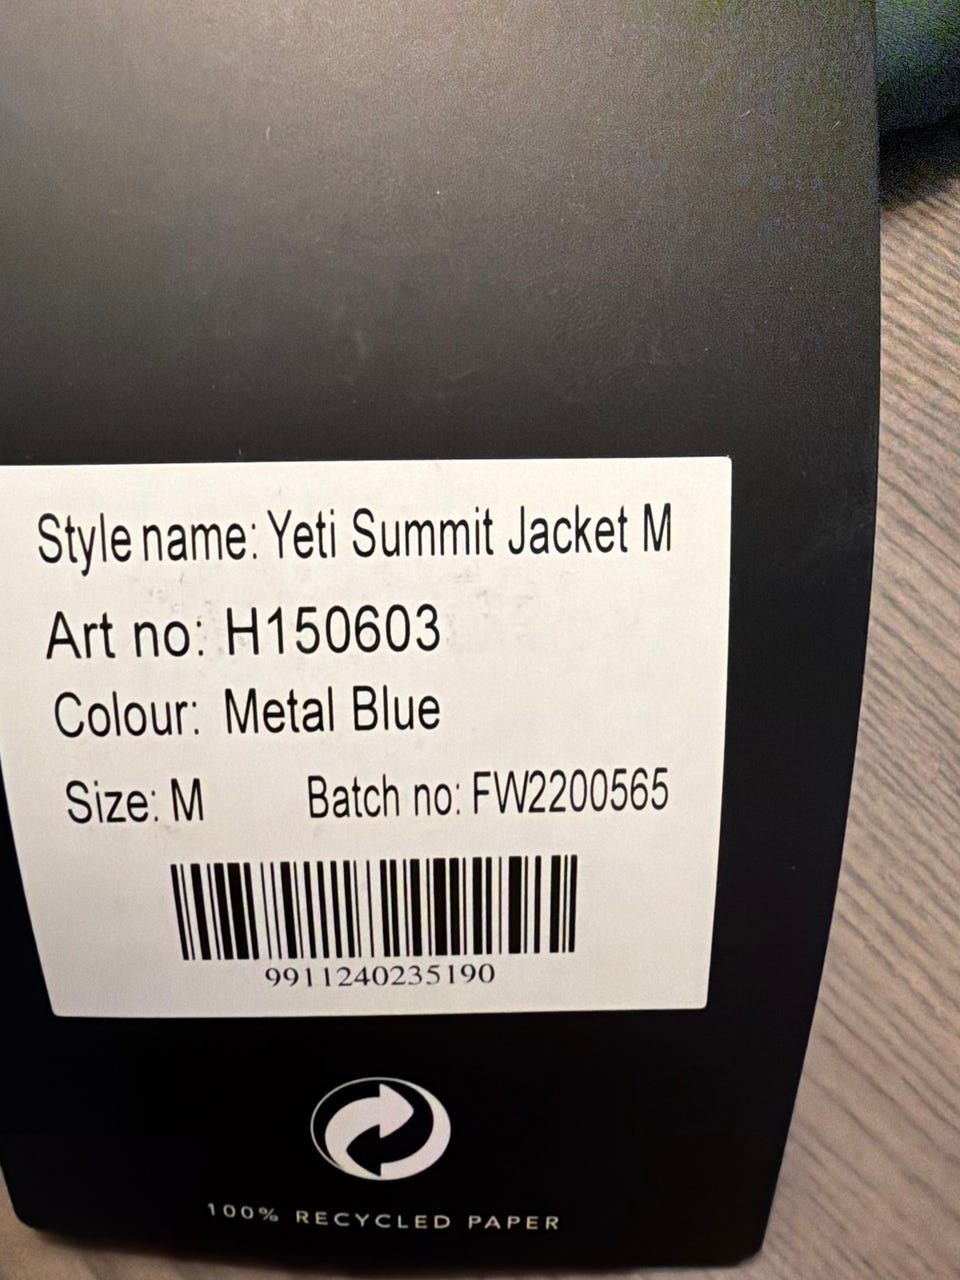 Style name: Yeti Summit Jacket M
Art no: H150603
Colour: Metal Blue
Size: M Batch no: FW2200565
9911240235190
100% RECYCLED PAPER